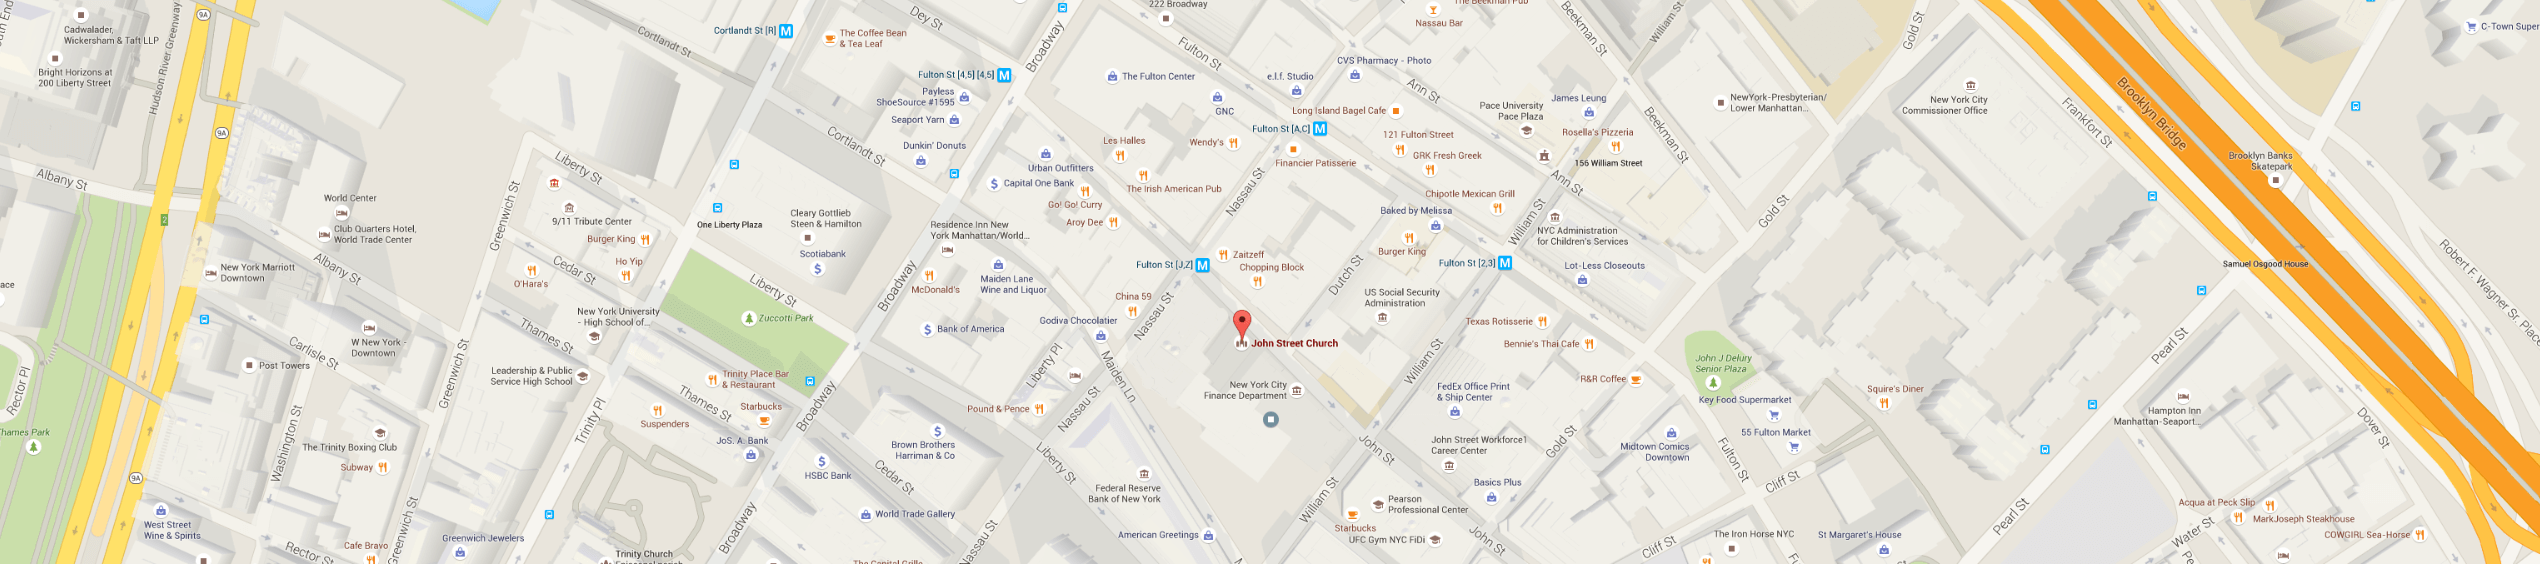 Cadwalader,
Wickersham & Taft LLP
Bright Horizons at
200 Liberty Street
Hudson River Greenway
9A
Cortlandt St
Cortlandt St [R]
The Coffee Bean
& Tea Leaf
Dey St
Broadway
222 Broadway
Fulton St
Nassau Bar
The Beekman Pub
Beekman St
William St
Gold St
C-Town Super
Fulton St [4,5] [4,5]
Payless
ShoeSource #1595
Seaport Yarn
Dunkin' Donuts
Cortlandt St
The Fulton Center
GNC
e.l.f. Studio
CVS Pharmacy - Photo
Ann St
Long Island Bagel Cafe
Fulton St [A,C]
Pace University
Pace Plaza
James Leung
Rosella's Pizzeria
156 William Street
Beekman St
NewYork-Presbyterian/
Lower Manhattan...
New York City
Commissioner Office
Frankfort St
Brooklyn Bridge
Brooklyn Banks
Skatepark
9A
Albany St
2
World Center
Club Quarters Hotel,
World Trade Center
New York Marriott
Downtown
Albany St
Greenwich St
Liberty St
9/11 Tribute Center
Burger King
Ho Yip
O'Hara's
Cedar St
One Liberty Plaza
Cleary Gottlieb
Steen & Hamilton
Scotiabank
Liberty St
Zuccotti Park
Residence Inn New
York Manhattan/World...
Urban Outfitters
Capital One Bank
Go! Go! Curry
Aroy Dee
Les Halles
The Irish American Pub
Wendy's
Financier Patisserie
Nassau St
121 Fulton Street
GRK Fresh Greek
Chipotle Mexican Grill
Baked by Melissa
Burger King
Ann St
William St
NYC Administration
for Children's Services
Lot-Less Closeouts
Gold St
Fulton St [2,3]
Fulton St [J,Z]
Zaitzeff
Chopping Block
Dutch St
US Social Security
Administration
Samuel Osgood House
Robert F. Wagner Sr. Place
Broadway
McDonald's
Maiden Lane
Wine and Liquor
China 59
Godiva Chocolatier
Nassau St
Bank of America
John Street Church
Texas Rotisserie
Bennie's Thai Cafe
William St
R&R Coffee
John J Delury
Senior Plaza
Pearl St
ace
Rector Pl
Thames Park
W New York -
Downtown
Carlisle St
Post Towers
Greenwich St
Thames St
New York University
- High School of...
Leadership & Public
Service High School
Trinity Pl
Trinity Place Bar
& Restaurant
Starbucks
Suspenders
Thames St
JoS. A. Bank
Broadway
Liberty Pl
Maiden Ln
Pound & Pence
Nassau St
New York City
Finance Department
FedEx Office Print
& Ship Center
Key Food Supermarket
55 Fulton Market
Squire's Diner
Hampton Inn
Manhattan-Seaport...
Dover St
Washington St
The Trinity Boxing Club
Subway
9A
West Street
Wine & Spirits
Rector St
Cafe Bravo
Greenwich St
Greenwich Jewelers
Trinity Church
Broadway
HSBC Bank
Brown Brothers
Harriman & Co
Cedar St
World Trade Gallery
Nassau St
The Capital Grille
Liberty St
Federal Reserve
Bank of New York
American Greetings
John St
John Street Workforce1
Career Center
Basics Plus
Gold St
Midtown Comics
Downtown
Fulton St
Cliff St
William St
Pearson
Professional Center
Starbucks
UFC Gym NYC FiDi
John St
Cliff St
The Iron Horse NYC
St Margaret's House
Pearl St
Water St
Acqua at Peck Slip
MarkJoseph Steakhouse
COWGIRL Sea-Horse